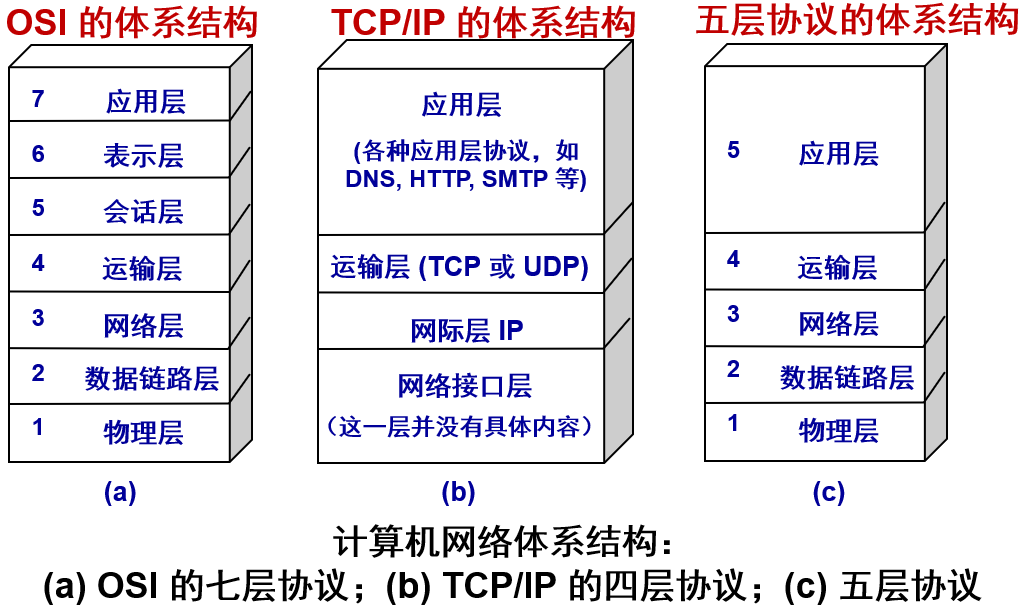 OSI 的体系结构
7 应用层
6 表示层
5 会话层
4 运输层
3 网络层
2 数据链路层
1 物理层
(a)
TCP/IP 的体系结构
应用层
(各种应用层协议，如
DNS, HTTP, SMTP 等)
运输层 (TCP 或 UDP)
网际层 IP
网络接口层
（这一层并没有具体内容）
(b)
五层协议的体系结构
5 应用层
4 运输层
3 网络层
2 数据链路层
1 物理层
(c)
计算机网络体系结构：
(a) OSI 的七层协议；(b) TCP/IP 的四层协议；(c) 五层协议